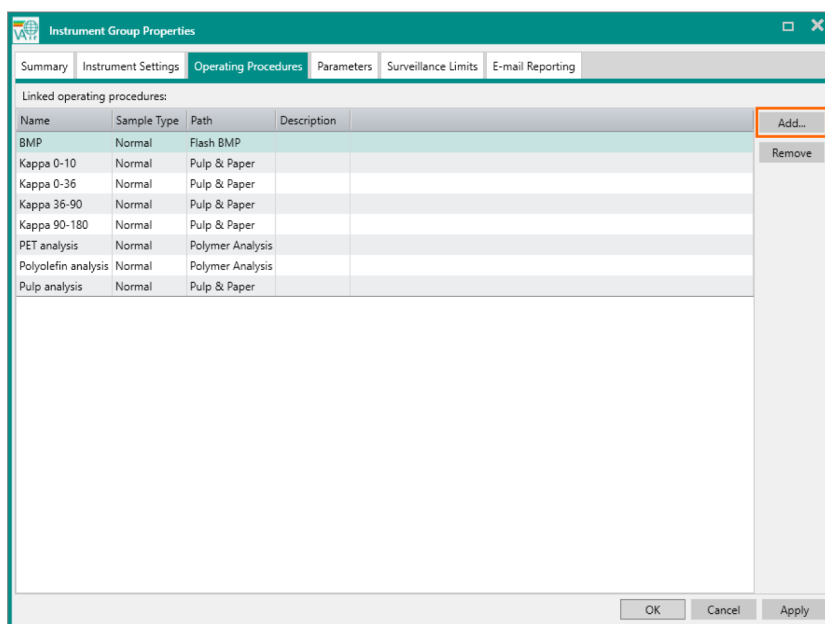 Instrument Group Properties
Summary Instrument Settings Operating Procedures Parameters Surveillance Limits E-mail Reporting
Linked operating procedures:
Name Sample Type Path Description
Add...
BMP Normal Flash BMP
Remove
Kappa 0-10 Normal Pulp & Paper
Kappa 0-36 Normal Pulp & Paper
Kappa 36-90 Normal Pulp & Paper
Kappa 90-180 Normal Pulp & Paper
PET analysis Normal Polymer Analysis
Polyolefin analysis Normal Polymer Analysis
Pulp analysis Normal Pulp & Paper
OK Cancel Apply